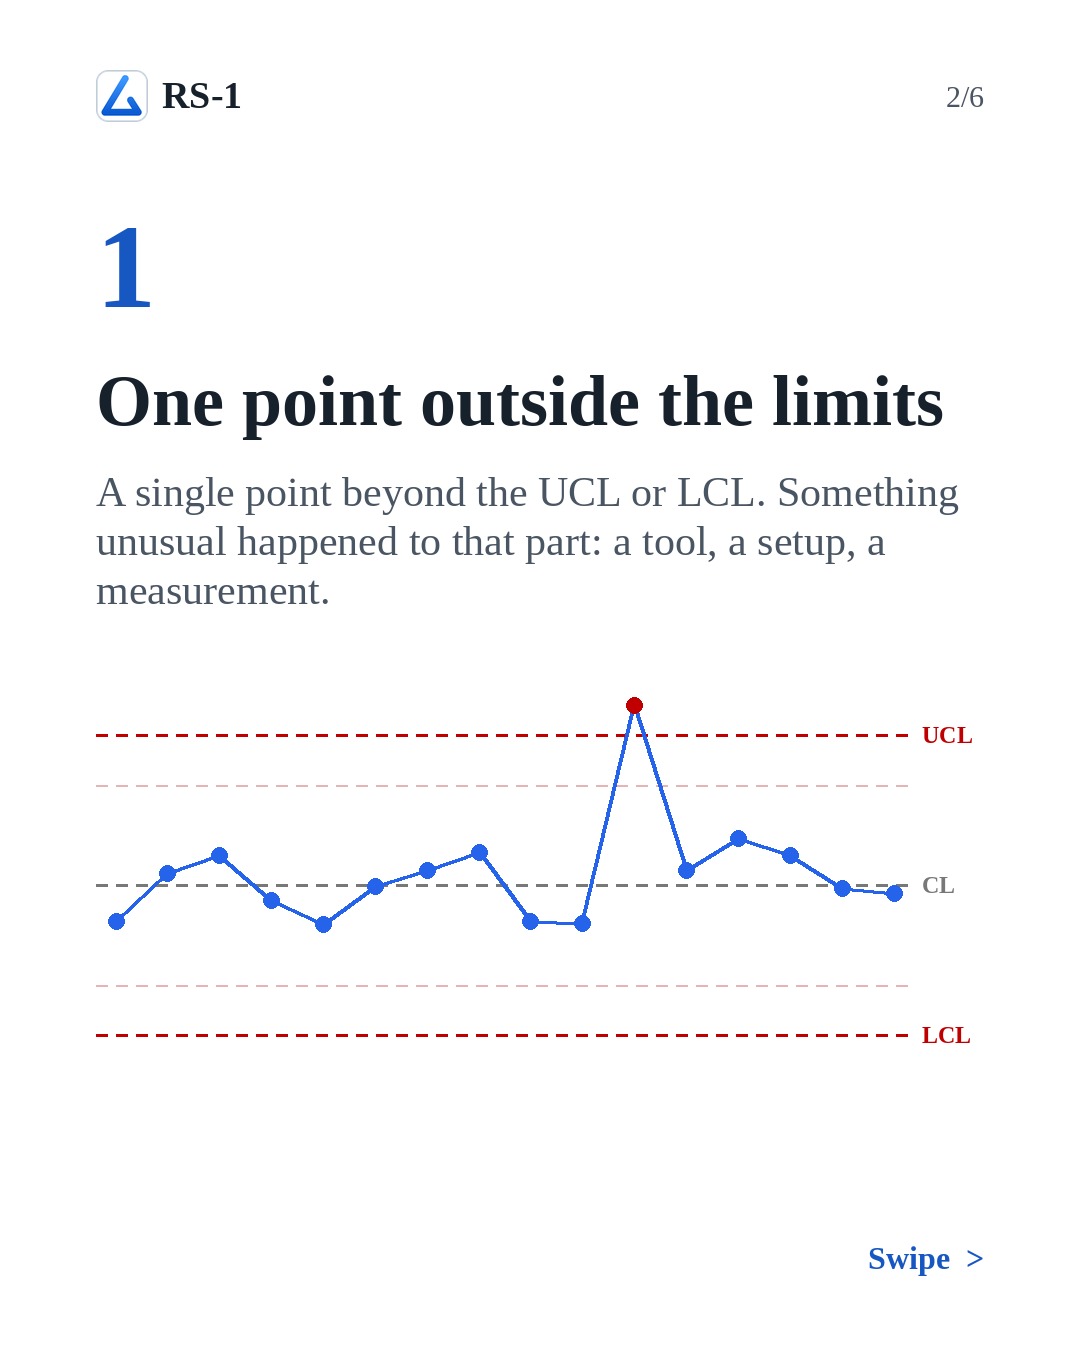 RS-1
2/6
1
One point outside the limits
A single point beyond the UCL or LCL. Something
unusual happened to that part: a tool, a setup, a
measurement.
UCL
CL
LCL
Swipe >